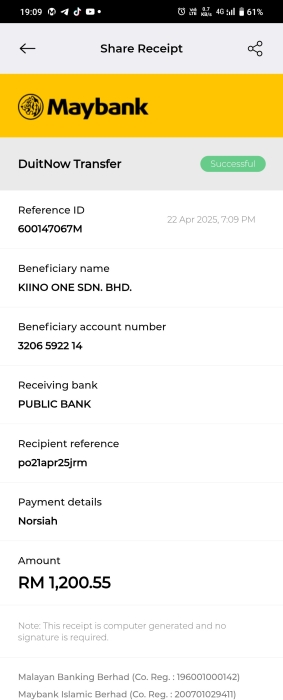 19:09 0.7 KB/s 4G 61%
Share Receipt
Maybank
DuitNow Transfer Successful
Reference ID
22 Apr 2025, 7:09 PM
600147067M
Beneficiary name
KIINO ONE SDN. BHD.
Beneficiary account number
3206 5922 14
Receiving bank
PUBLIC BANK
Recipient reference
po21apr25jrm
Payment details
Norsiah
Amount
RM 1,200.55
Note: This receipt is computer generated and no
signature is required.
Malayan Banking Berhad (Co. Reg. : 196001000142)
Maybank Islamic Berhad (Co. Reg. : 200701029411)